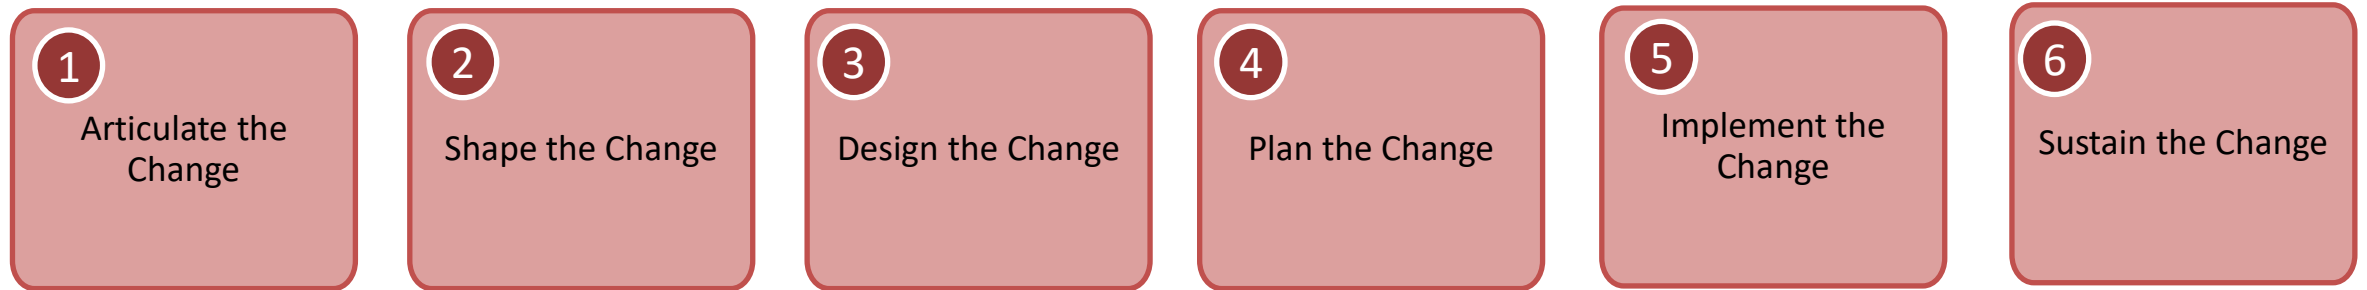 1
Articulate the
Change
2
Shape the Change
3
Design the Change
4
Plan the Change
5
Implement the
Change
6
Sustain the Change